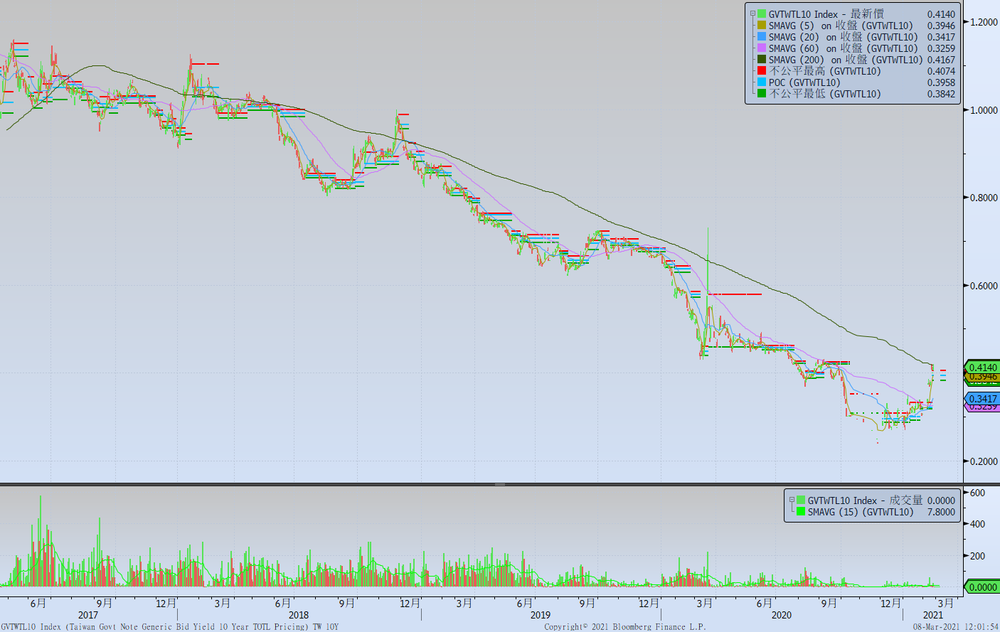 GVTWTL10 Index - 最新價 0.4140
SMAVG (5) on 收盤 (GVTWTL10) 0.3946
SMAVG (20) on 收盤 (GVTWTL10) 0.3417
SMAVG (60) on 收盤 (GVTWTL10) 0.3259
SMAVG (200) on 收盤 (GVTWTL10) 0.4167
不公平最高 (GVTWTL10) 0.4074
POC (GVTWTL10) 0.3958
不公平最低 (GVTWTL10) 0.3842
1.2000
1.0000
0.8000
0.6000
0.4140
0.3946
0.3417
0.3259
0.2000
GVTWTL10 Index - 成交量 0.0000
SMAVG (15) (GVTWTL10) 7.8000
600
400
200
0.0000
6月 9月 12月 3月 6月 9月 12月 3月 6月 9月 12月 3月 6月 9月 12月 3月
2017 2018 2019 2020 2021
GVTWTL10 Index (Taiwan Govt Note Generic Bid Yield 10 Year TOTL Pricing) TW 10Y Copyright© 2021 Bloomberg Finance L.P. 08-Mar-2021 12:01:54